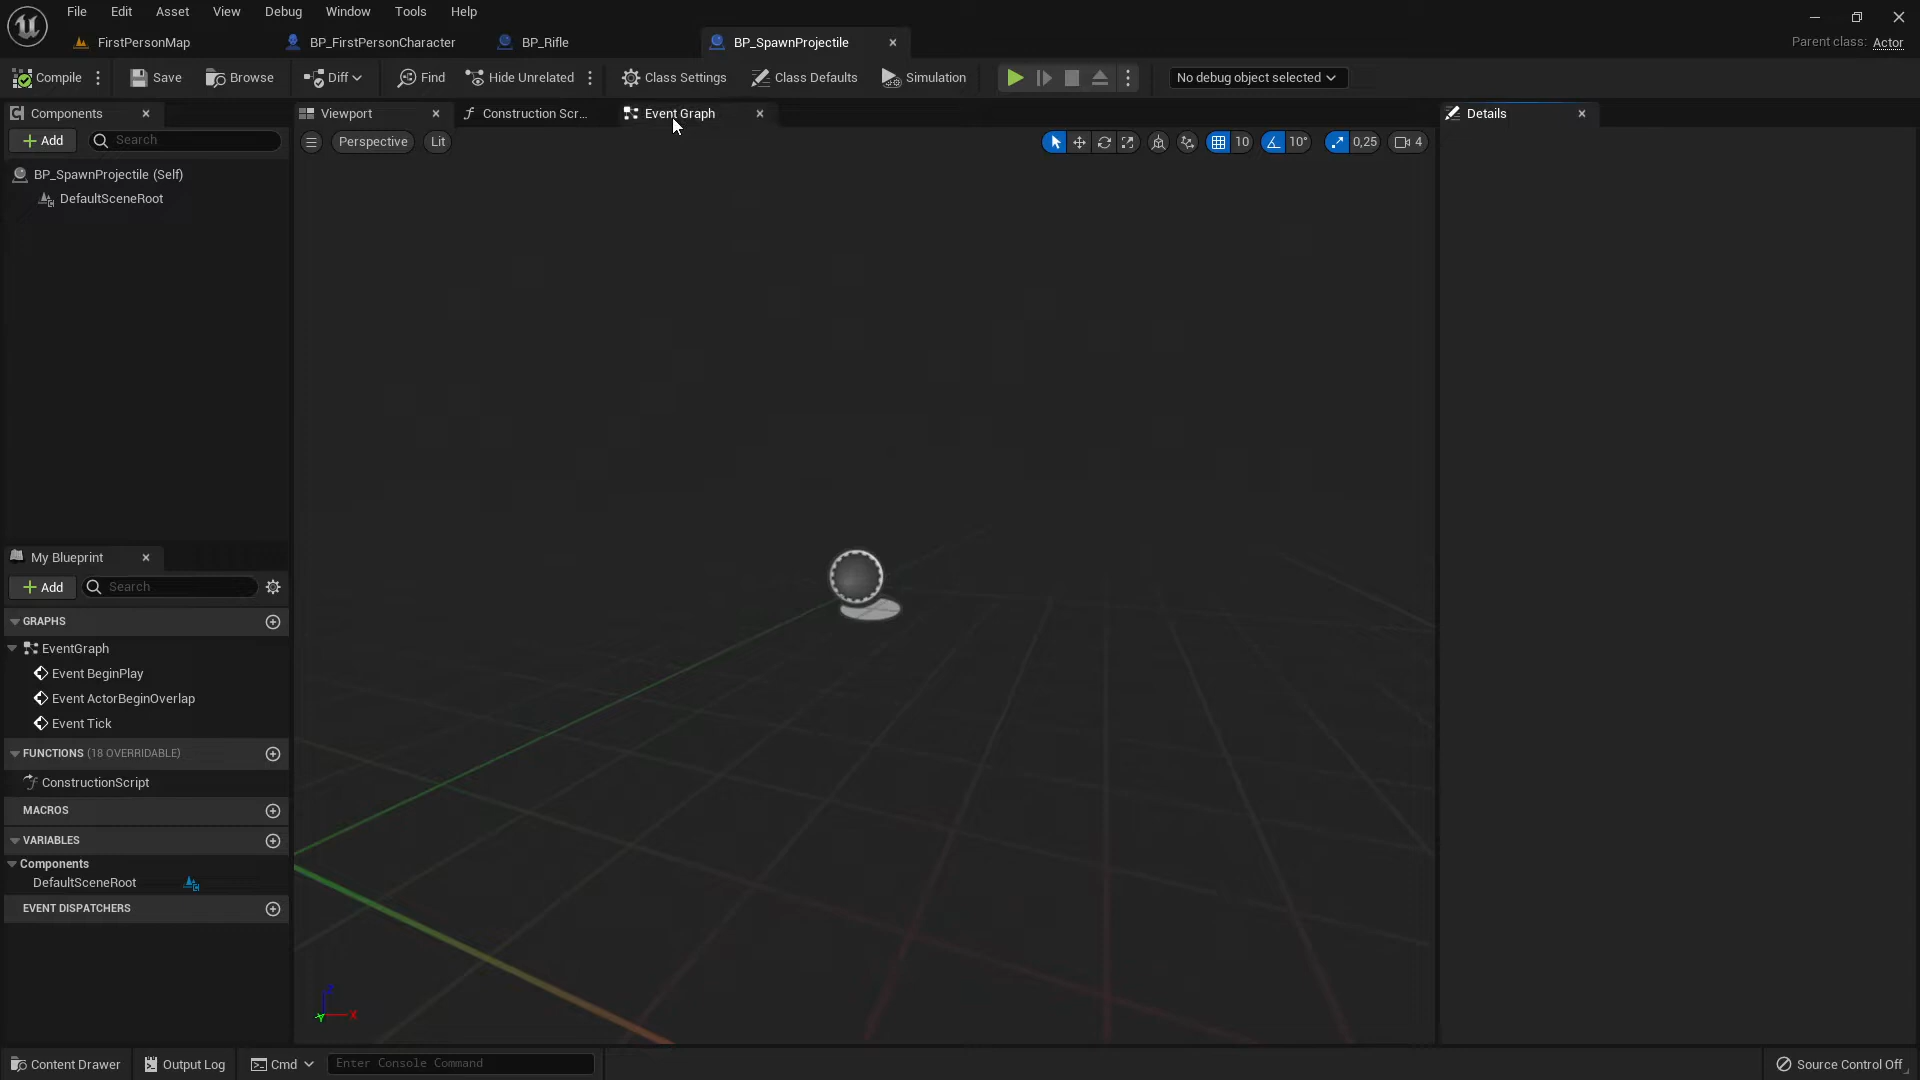 File Edit Asset View Debug Window Tools Help
FirstPersonMap BP_FirstPersonCharacter BP_Rifle BP_SpawnProjectile Parent class: Actor
Compile Save Browse Diff Find Hide Unrelated Class Settings Class Defaults Simulation No debug object selected
Components Viewport Construction Scr... Event Graph Details
Add Search Perspective Lit 10 10° 0,25 4
BP_SpawnProjectile (Self)
DefaultSceneRoot
My Blueprint
Add Search
GRAPHS
EventGraph
Event BeginPlay
Event ActorBeginOverlap
Event Tick
FUNCTIONS (18 OVERRIDABLE)
ConstructionScript
MACROS
VARIABLES
Components
DefaultSceneRoot
EVENT DISPATCHERS
Z
Y X
Content Drawer Output Log Cmd Enter Console Command Source Control Off